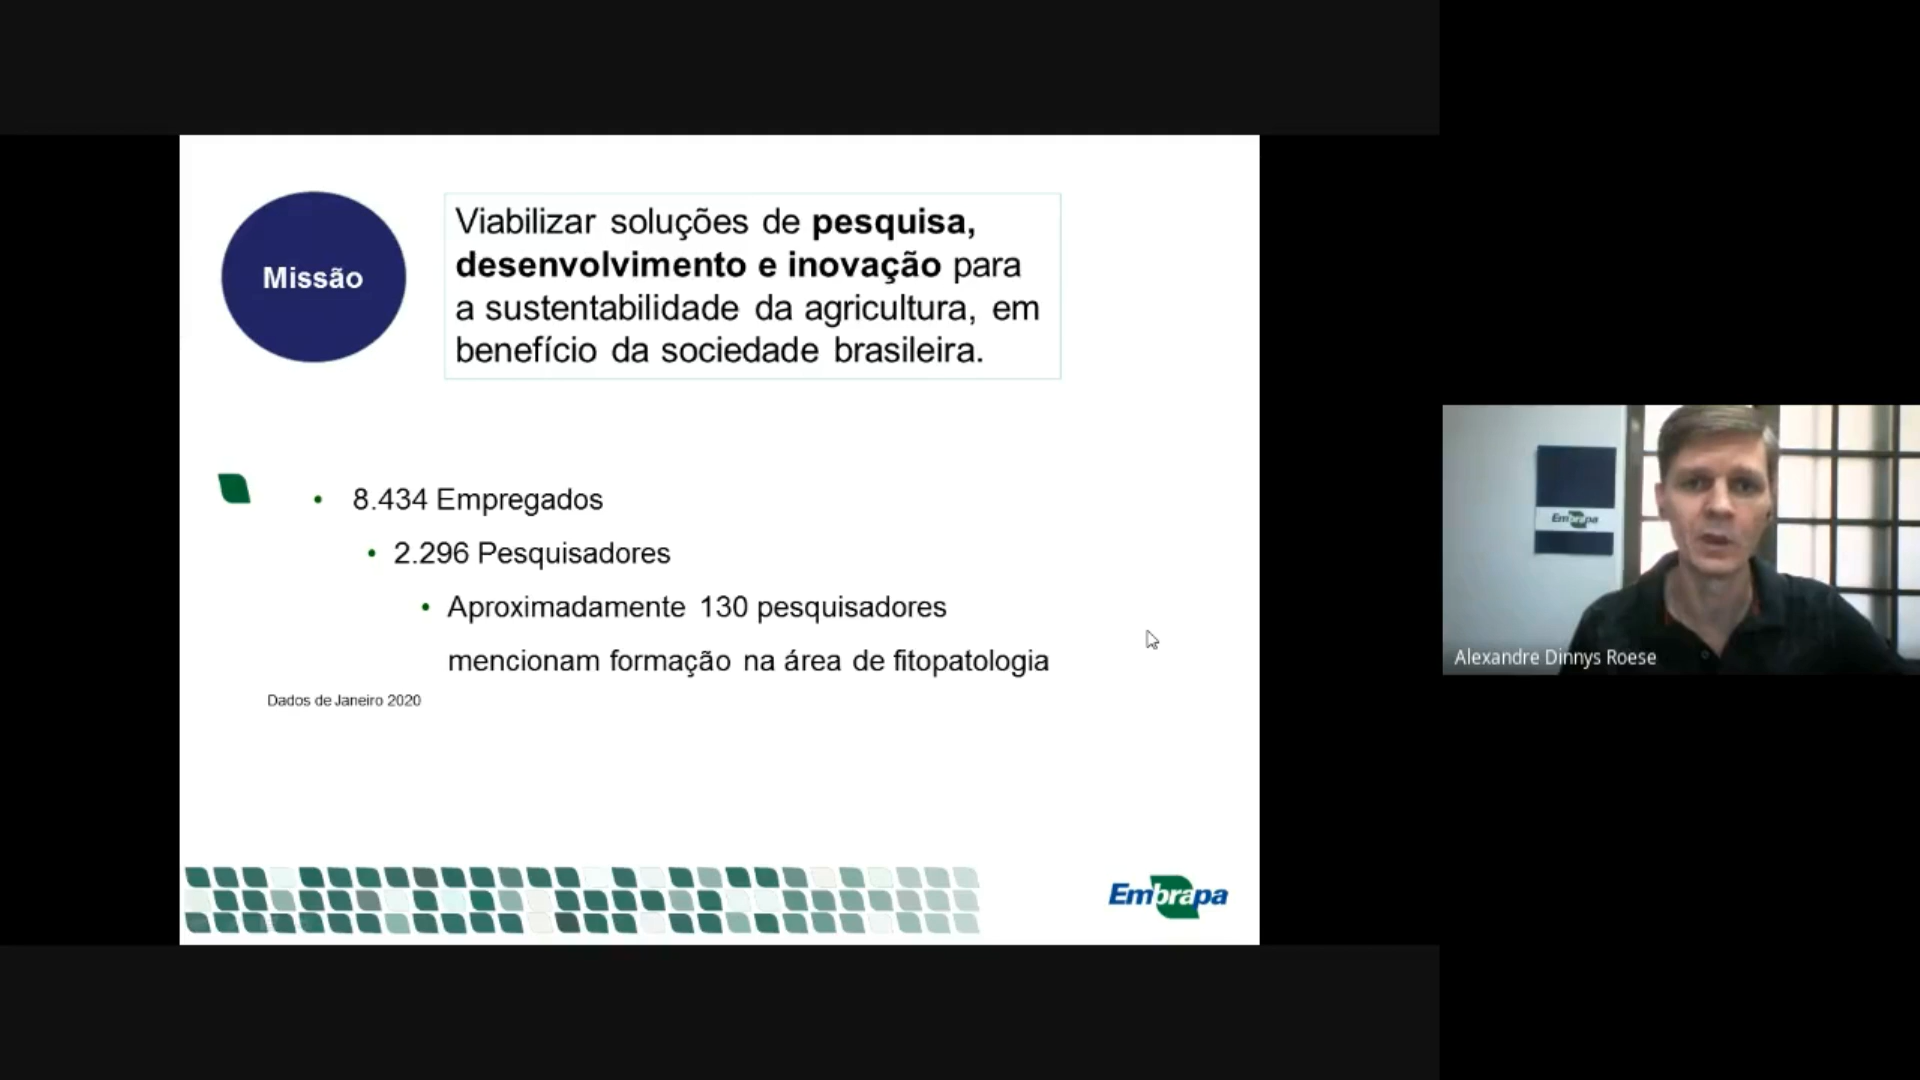 Missão
Viabilizar soluções de pesquisa,
desenvolvimento e inovação para
a sustentabilidade da agricultura, em
benefício da sociedade brasileira.
• 8.434 Empregados
• 2.296 Pesquisadores
• Aproximadamente 130 pesquisadores
mencionam formação na área de fitopatologia
Dados de Janeiro 2020
Embrapa
Embrapa
Alexandre Dinnys Roese